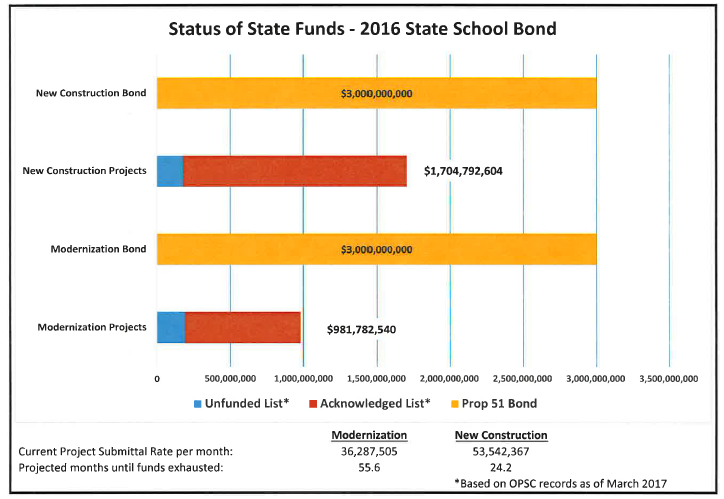 Status of State Funds - 2016 State School Bond
New Construction Bond
$3,000,000,000
New Construction Projects
$1,704,792,604
Modernization Bond
$3,000,000,000
Modernization Projects
$981,782,540
0 500,000,000 1,000,000,000 1,500,000,000 2,000,000,000 2,500,000,000 3,000,000,000 3,500,000,000
Unfunded List* Acknowledged List* Prop 51 Bond
Modernization New Construction
Current Project Submittal Rate per month: 36,287,505 53,542,367
Projected months until funds exhausted: 55.6 24.2
*Based on OPSC records as of March 2017